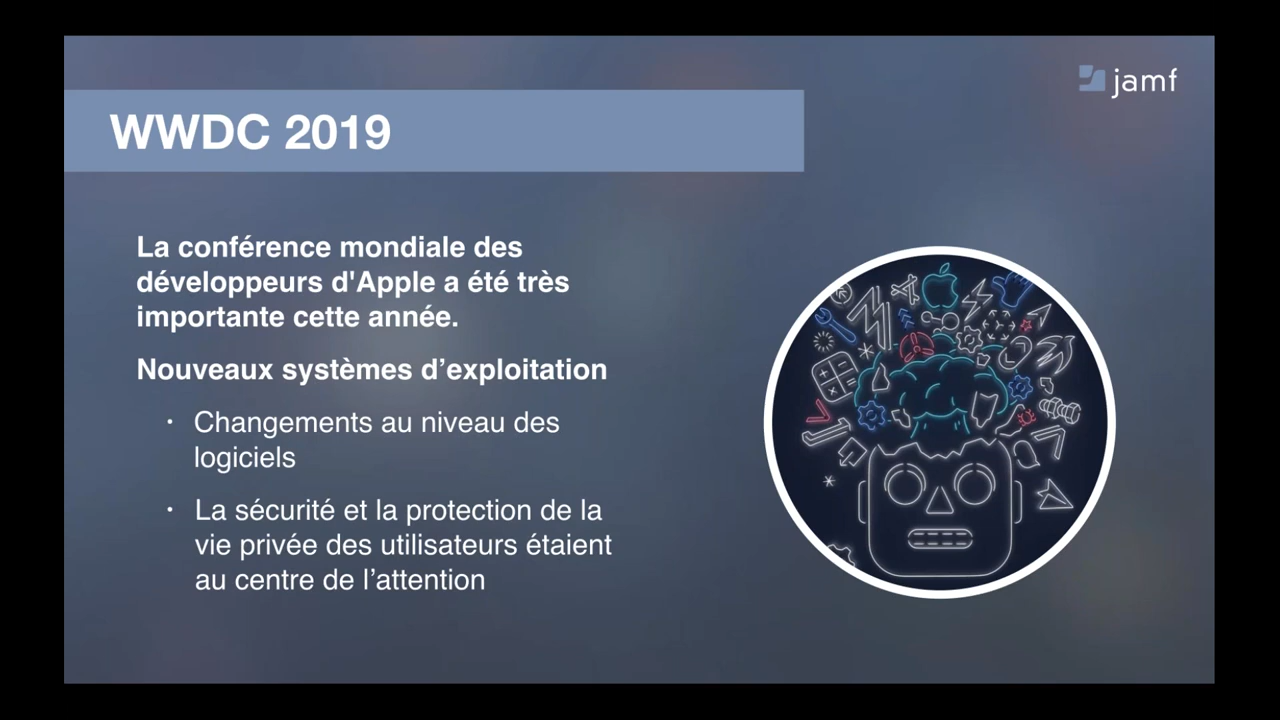 jamf
WWDC 2019
La conférence mondiale des
développeurs d'Apple a été très
importante cette année.
Nouveaux systèmes d’exploitation
· Changements au niveau des
logiciels
· La sécurité et la protection de la
vie privée des utilisateurs étaient
au centre de l’attention